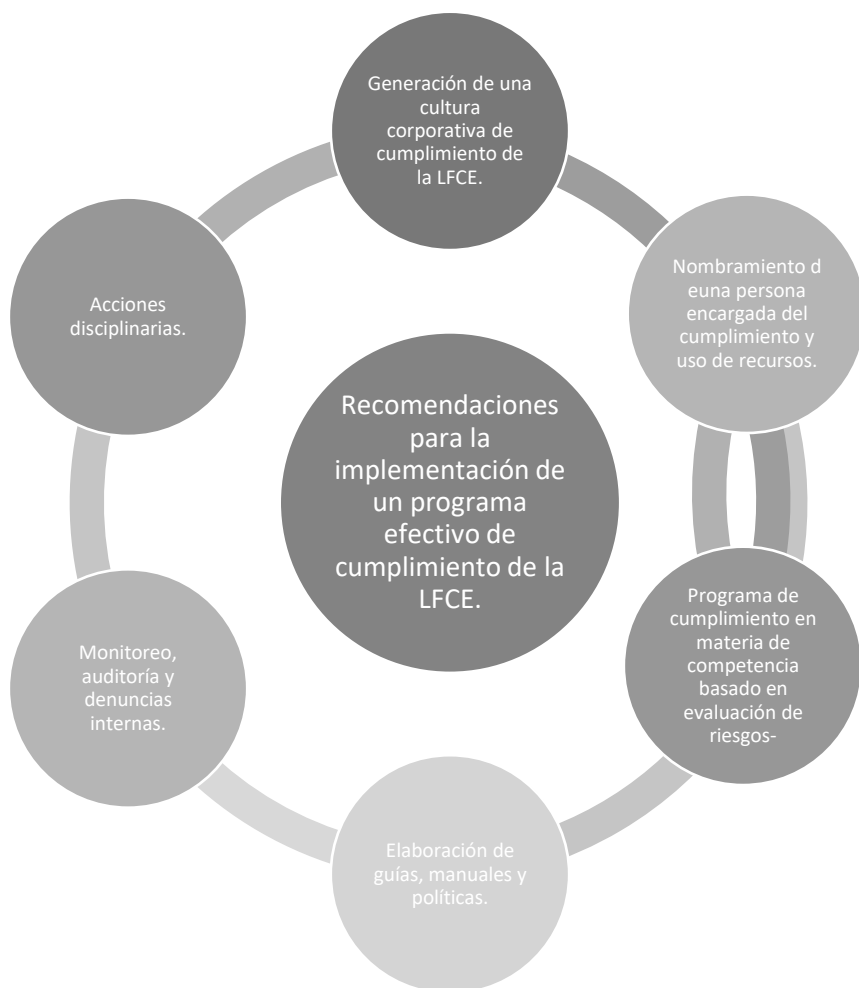 Generación de una
cultura
corporativa de
cumplimiento de
la LFCE.
Nombramiento d
euna persona
encargada del
cumplimiento y
uso de recursos.
Programa de
cumplimiento en
materia de
competencia
basado en
evaluación de
riesgos-
Elaboración de
guías, manuales y
políticas.
Monitoreo,
auditoría y
denuncias
internas.
Acciones
disciplinarias.
Recomendaciones
para la
implementación de
un programa
efectivo de
cumplimiento de la
LFCE.